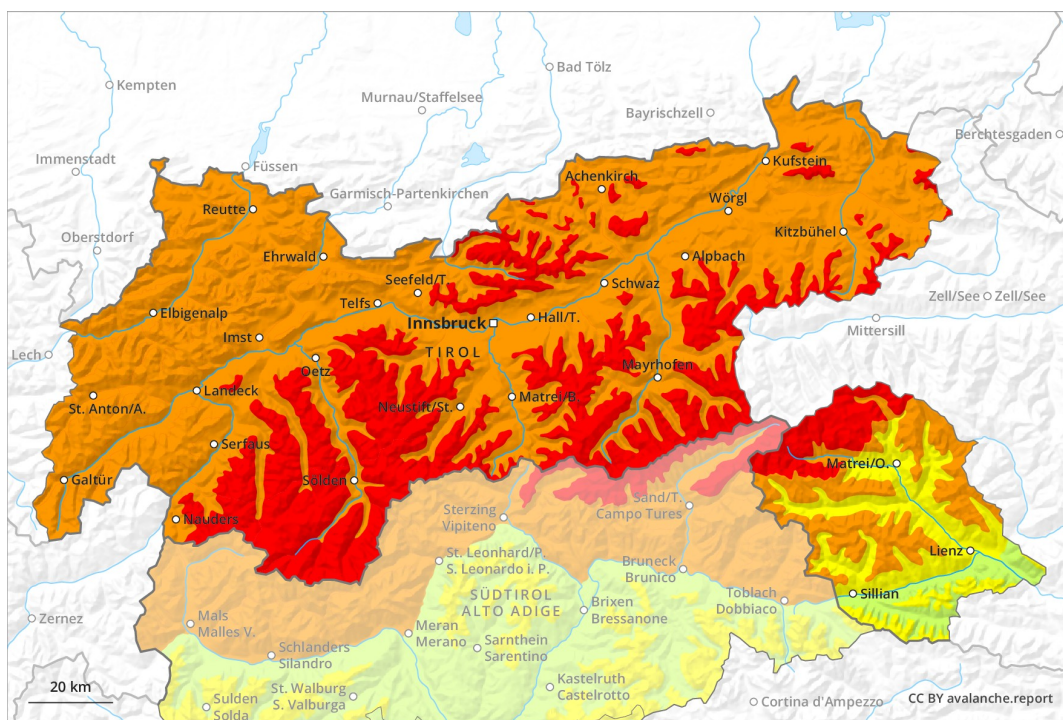 Kempten
Bad Tölz
Murnau/Staffelsee
Bayrischzell
Berchtesgaden
Immenstadt
Füssen
Kufstein
Achenkirch
Garmisch-Partenkirchen
Reutte
Wörgl
Oberstdorf
Kitzbühel
Ehrwald
Alpbach
Seefeld/T.
Schwaz
Zell/See
Zell/See
Telfs
Elbigenalp
Hall/T.
Innsbruck
Mittersill
Imst
TIROL
Lech
Oetz
Mayrhofen
Landeck
St. Anton/A.
Neustift/St.
Matrei/B.
Serfaus
Matrei/O.
Galtür
Sölden
Sand/T.
Campo Tures
Sterzing
Vipiteno
Nauders
Lienz
St. Leonhard/P.
S. Leonardo i. P.
Bruneck
Brunico
SÜDTIROL
ALTO ADIGE
Toblach
Dobbiaco
Sillian
Brixen
Bressanone
Zernez
Mals
Malles V.
Meran
Merano
Sarnthein
Sarentino
Schlanders
Silandro
20 km
St. Walburg
S. Valburga
Kastelruth
Castelrotto
Sulden
Solda
Cortina d'Ampezzo
CC BY avalanche.report